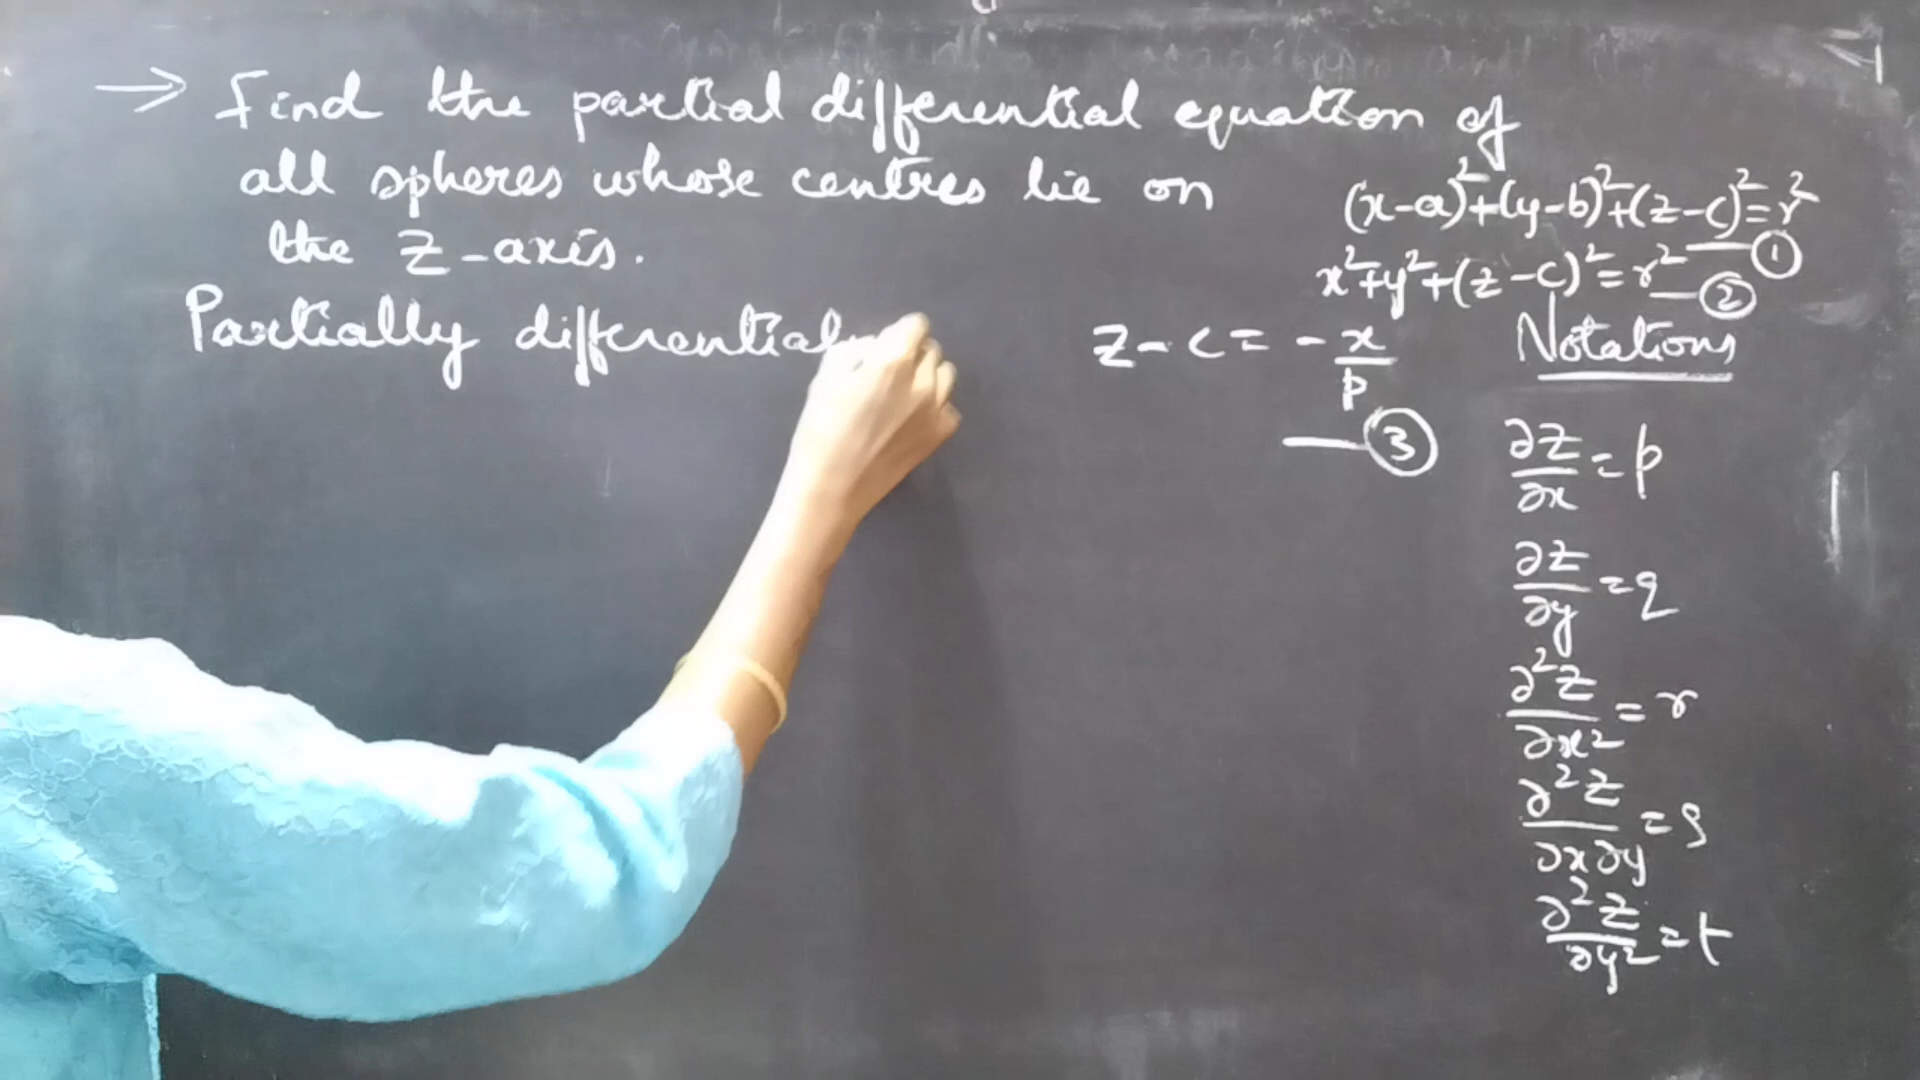 → Find the partial differential equation of
all spheres whose centres lie on
the Z-axis.
(x-a)²+(y-b)²+(z-c)²=r² —①
x²+y²+(z-c)²=r² —②
Partially differentia
z-c = -x/p —③
Notations
∂z/∂x = p
∂z/∂y = q
∂²z/∂x² = r
∂²z/∂x∂y = s
∂²z/∂y² = t